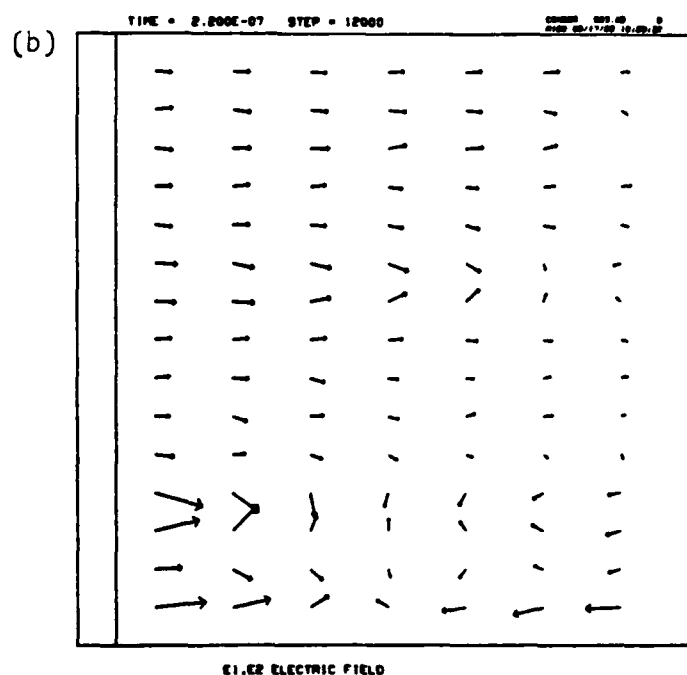 TIME = 2.200E-07 STEP = 12000
(b)
E1.E2 ELECTRIC FIELD